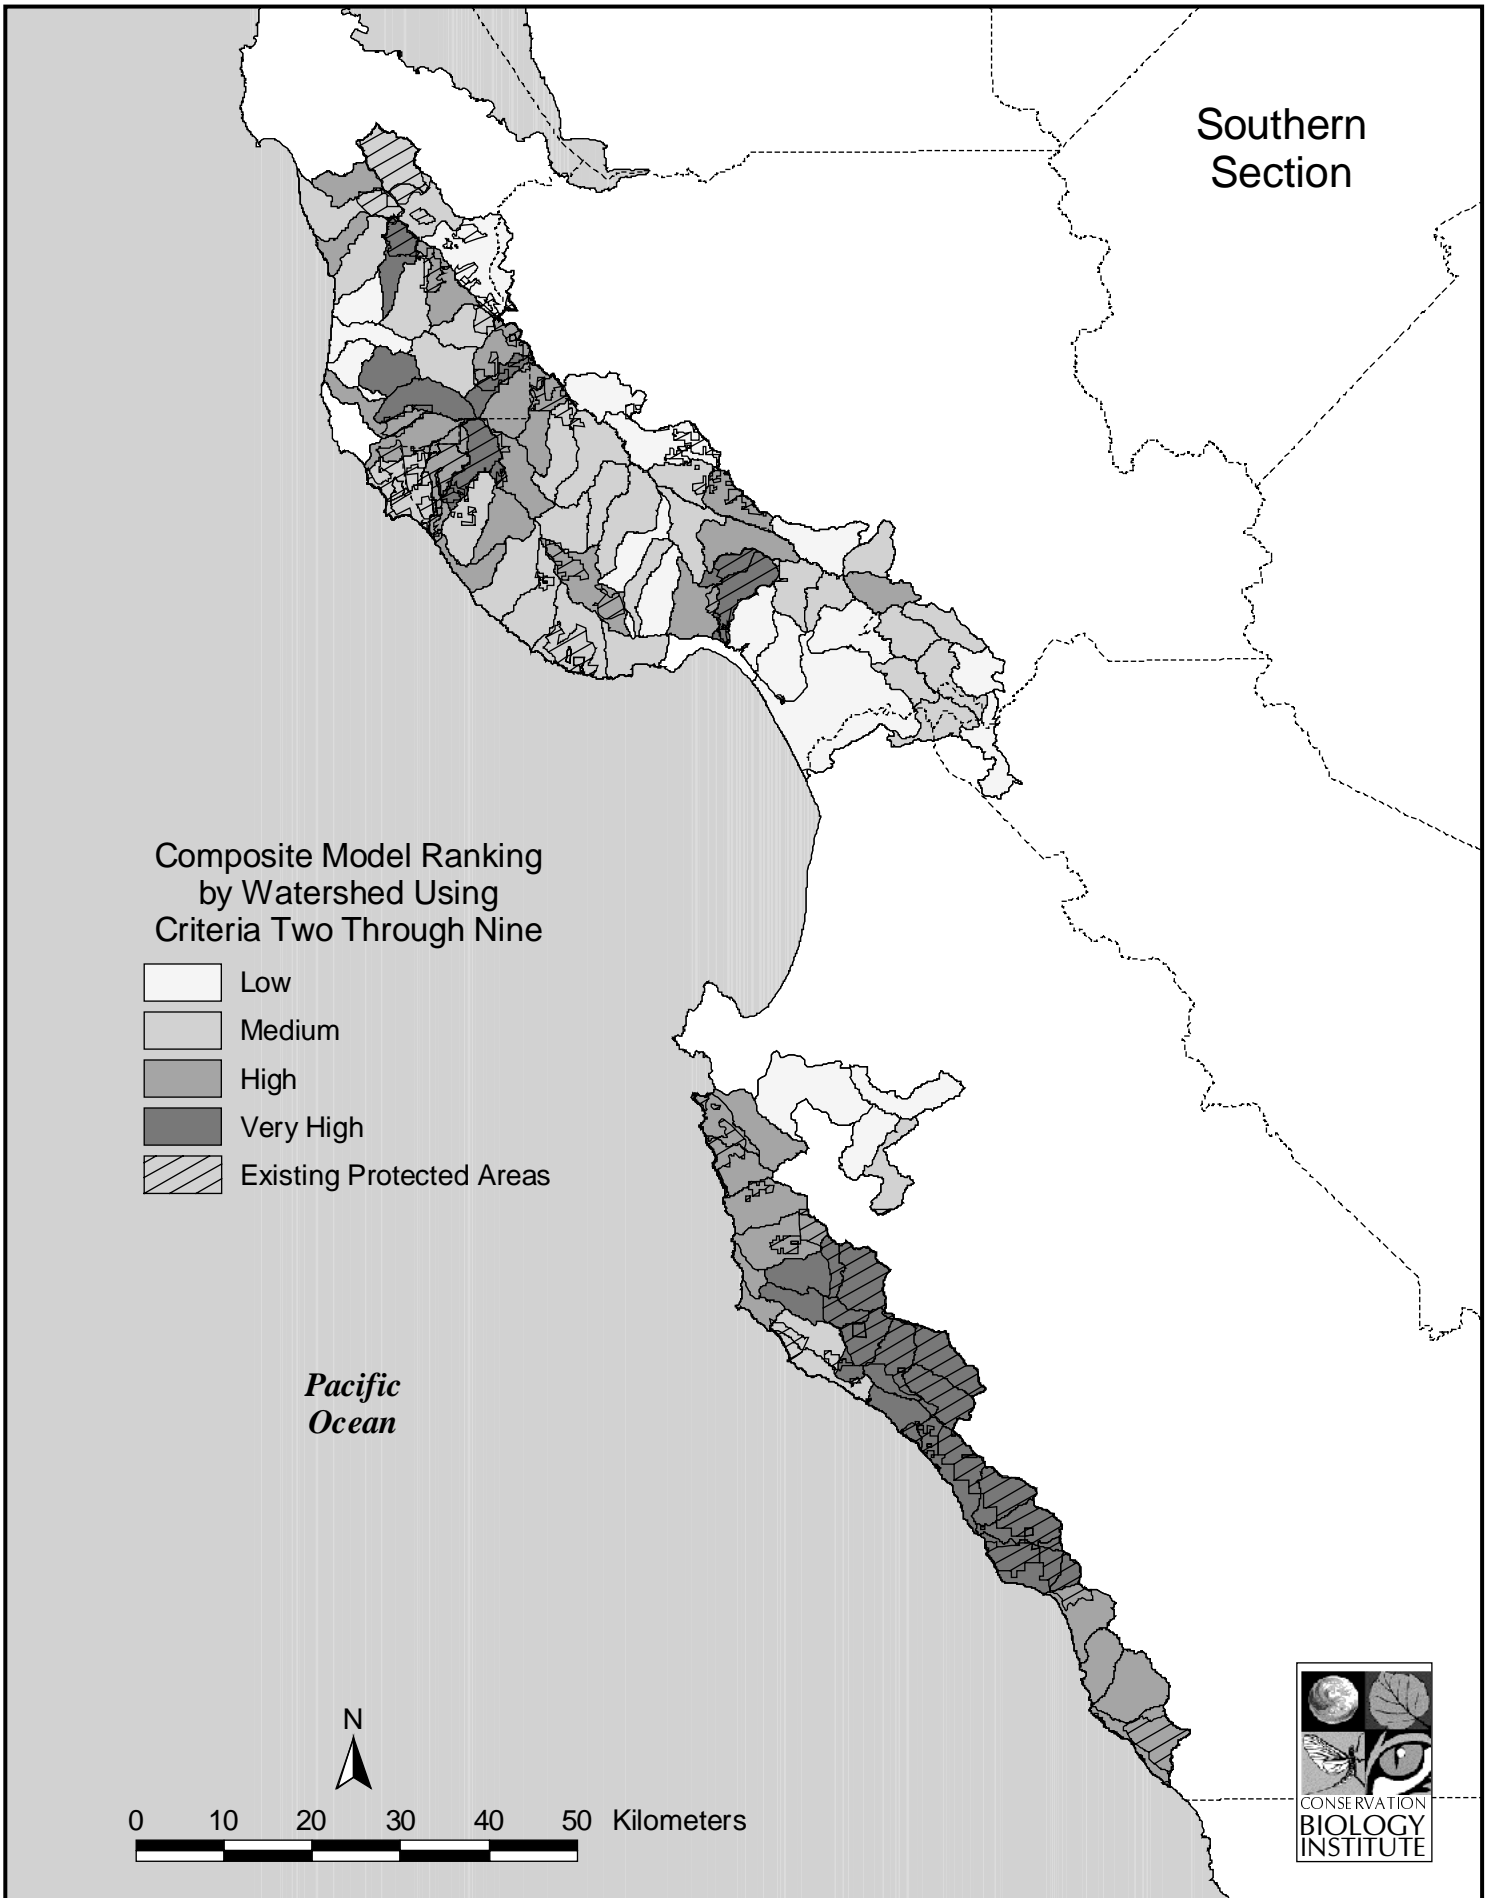 Southern
Section
Composite Model Ranking
by Watershed Using
Criteria Two Through Nine
Low
Medium
High
Very High
Existing Protected Areas
Pacific
Ocean
N
0 10 20 30 40 50 Kilometers
CONSERVATION
BIOLOGY
INSTITUTE